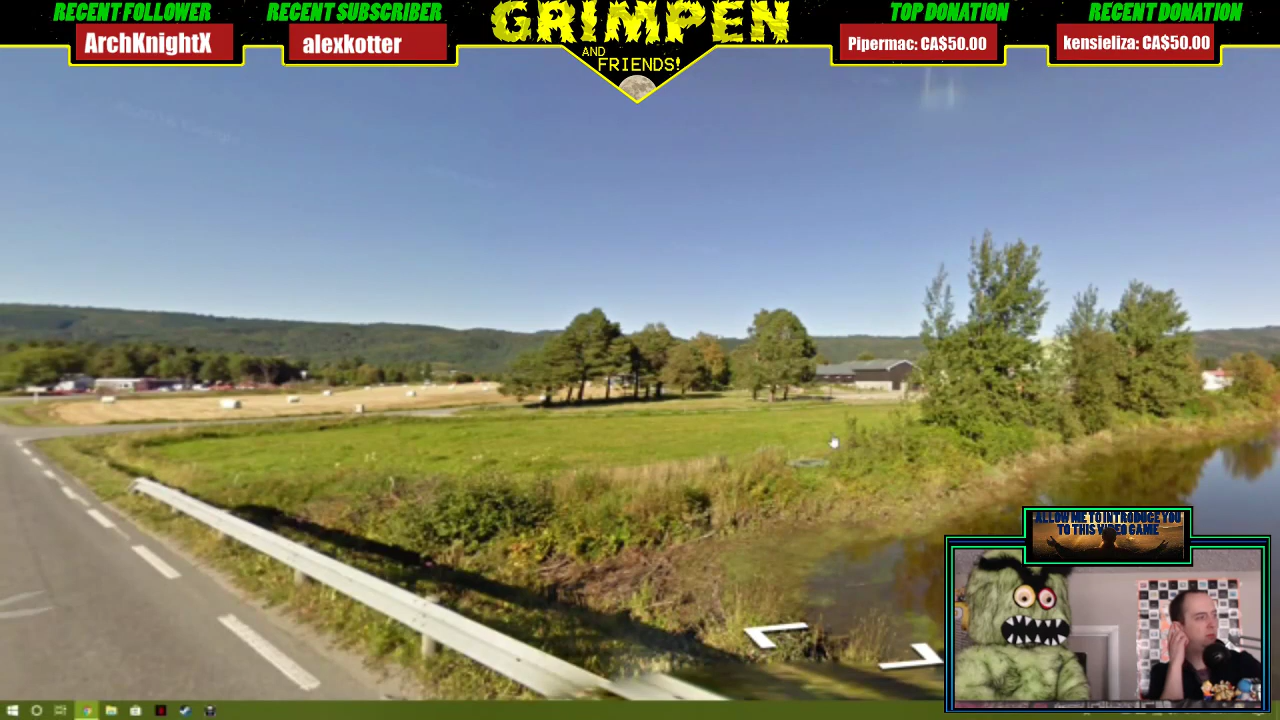 RECENT FOLLOWER
ArchKnightX
RECENT SUBSCRIBER
alexkotter
GRIMPEN
AND
FRIENDS!
TOP DONATION
Pipermac: CA$50.00
RECENT DONATION
kensieliza: CA$50.00
ALLOW ME TO INTRODUCE YOU
TO THIS VIDEO GAME